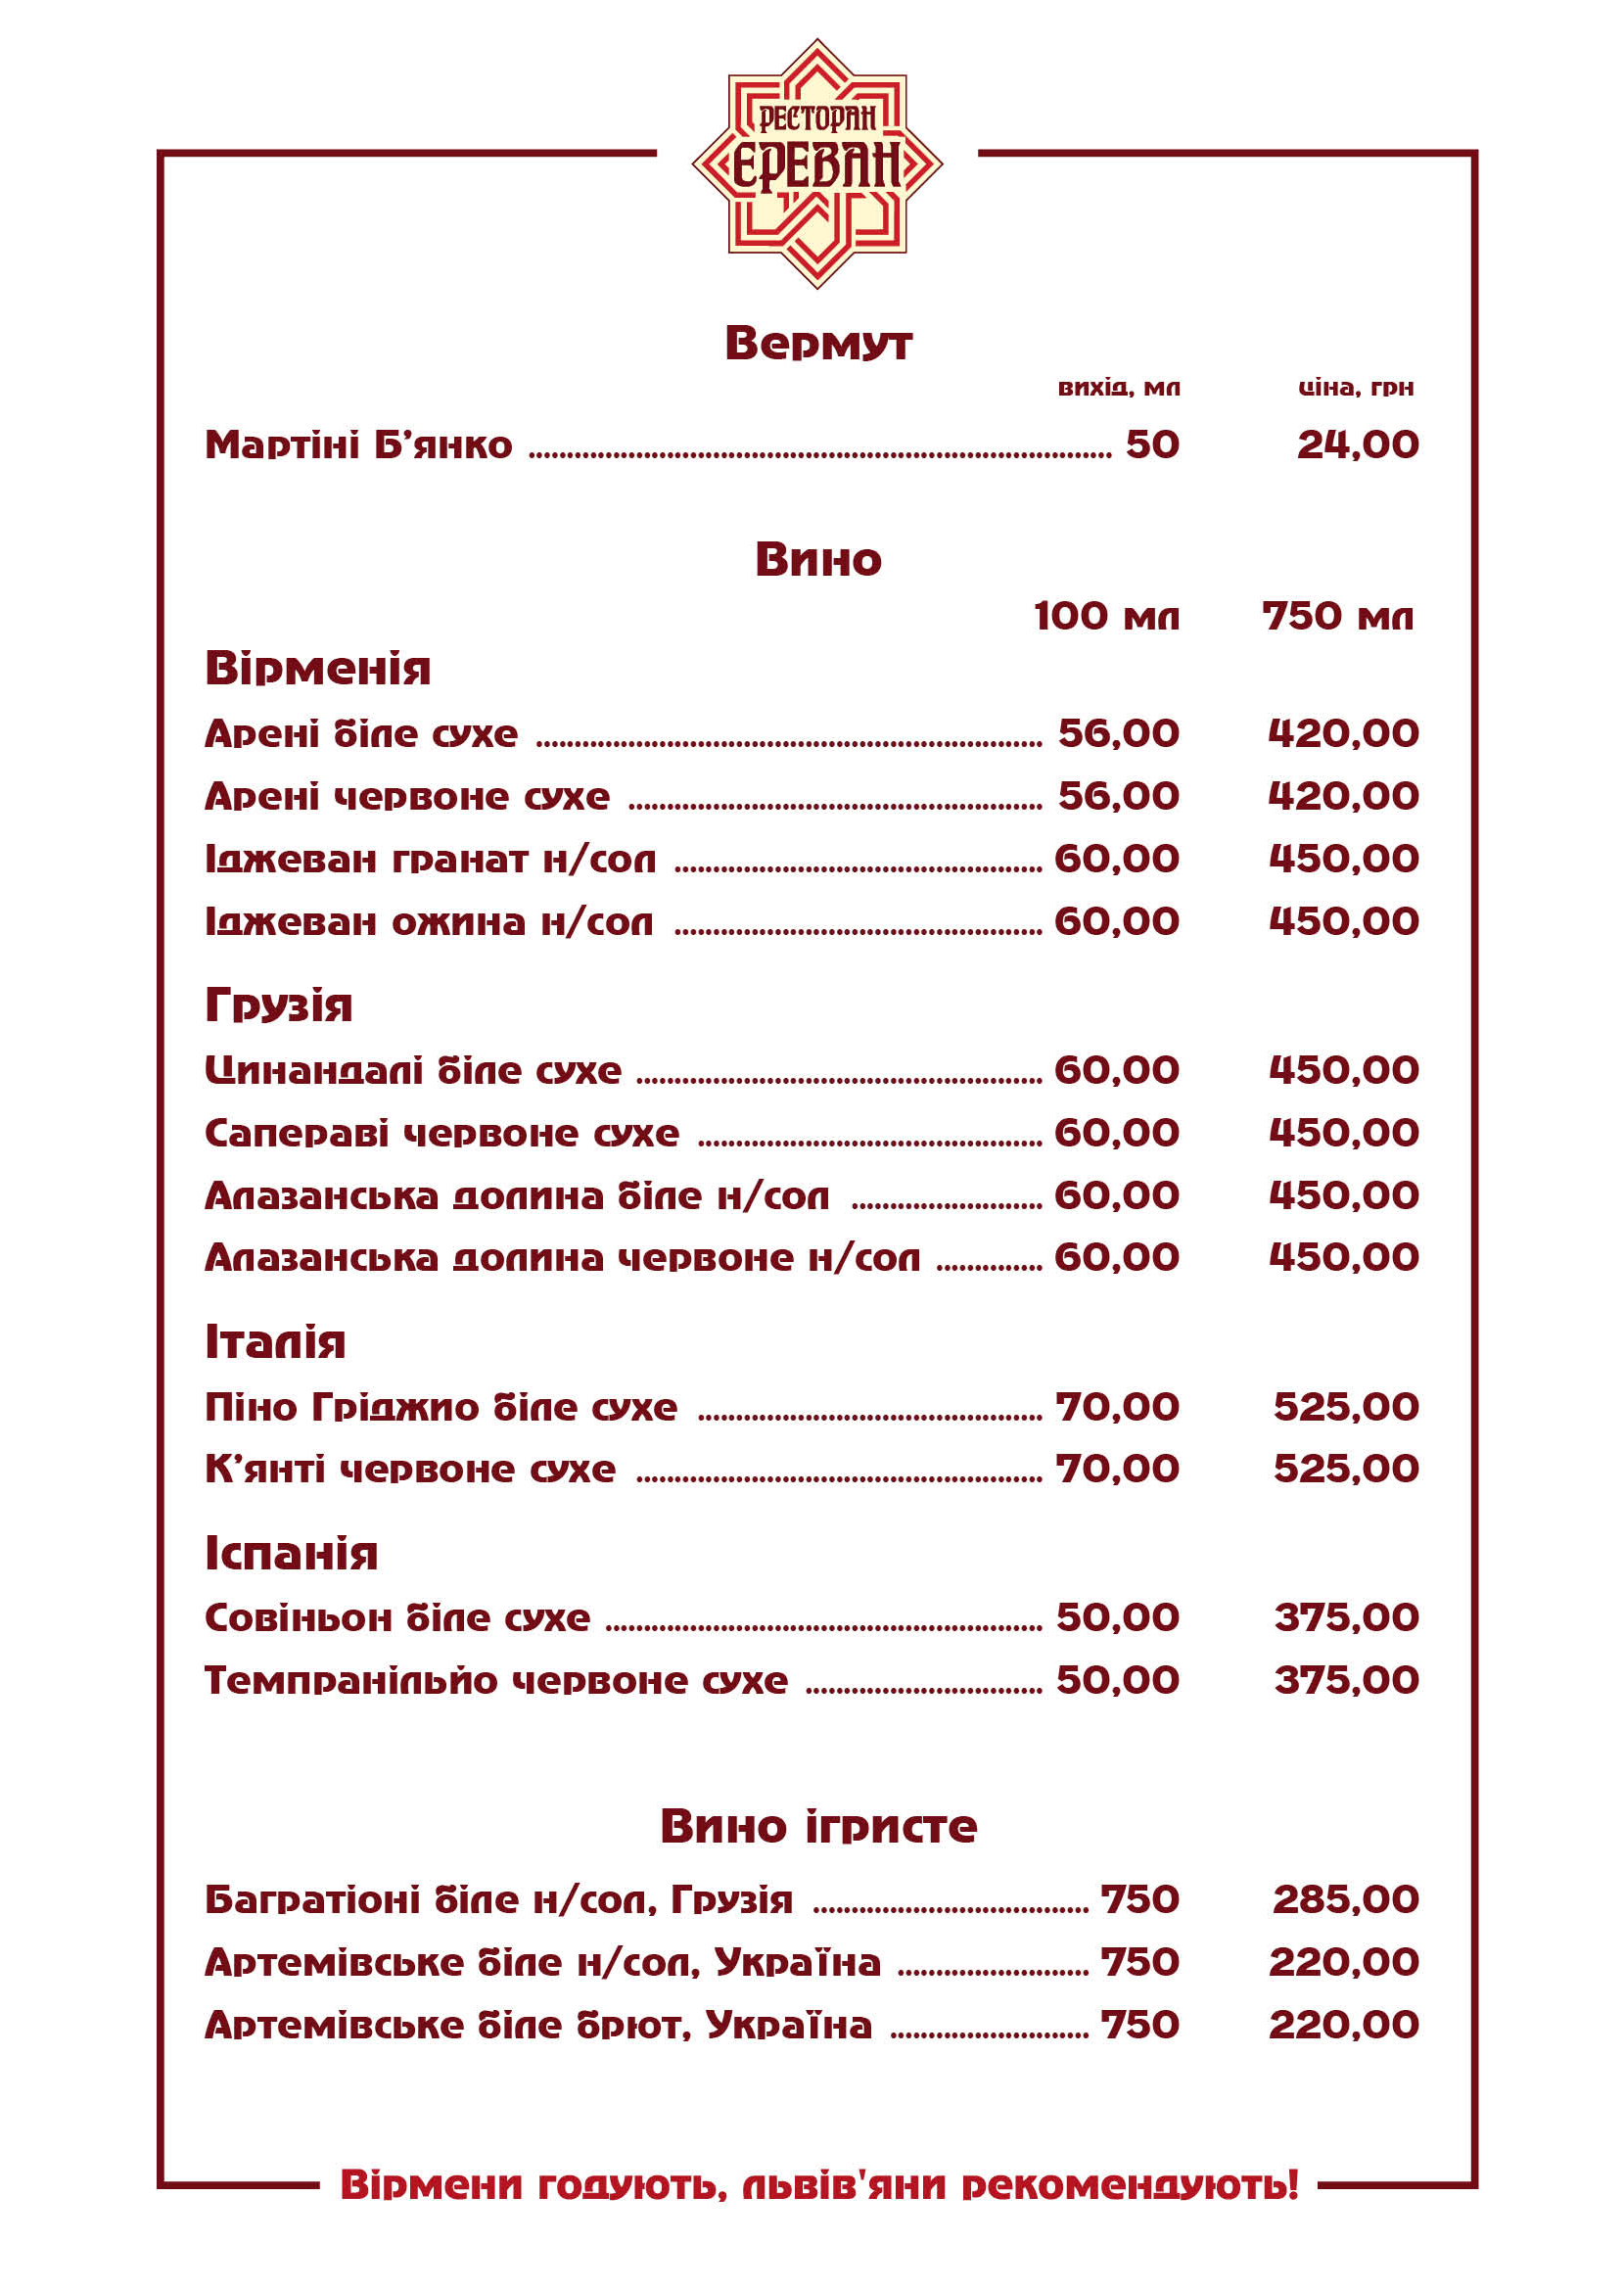 РЕСТОРАН
ЕРЕВАН
Вермут
вихід, мл ціна, грн
Мартіні Б’янко 50 24,00
Вино
100 мл 750 мл
Вірменія
Арені біле сухе 56,00 420,00
Арені червоне сухе 56,00 420,00
Іджеван гранат н/сол 60,00 450,00
Іджеван ожина н/сол 60,00 450,00
Грузія
Цинандалі біле сухе 60,00 450,00
Сапераві червоне сухе 60,00 450,00
Алазанська долина біле н/сол 60,00 450,00
Алазанська долина червоне н/сол 60,00 450,00
Італія
Піно Гріджио біле сухе 70,00 525,00
К’янті червоне сухе 70,00 525,00
Іспанія
Совіньон біле сухе 50,00 375,00
Темпранільйо червоне сухе 50,00 375,00
Вино ігристе
Багратіоні біле н/сол, Грузія 750 285,00
Артемівське біле н/сол, Україна 750 220,00
Артемівське біле брют, Україна 750 220,00
Вірмени годують, львів'яни рекомендують!